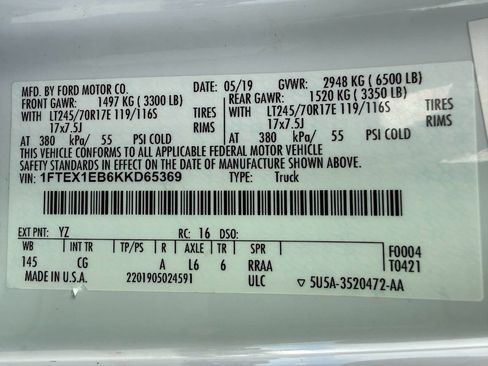 MFD. BY FORD MOTOR CO. DATE: 05/19 GVWR: 2948 KG ( 6500 LB)
FRONT GAWR: 1497 KG ( 3300 LB) REAR GAWR: 1520 KG ( 3350 LB)
WITH LT245/70R17E 119/116S TIRES WITH LT245/70R17E 119/116S TIRES
17x7.5J RIMS 17x7.5J RIMS
AT 380 kPa/ 55 PSI COLD AT 380 kPa/ 55 PSI COLD
THIS VEHICLE CONFORMS TO ALL APPLICABLE FEDERAL MOTOR VEHICLE
SAFETY STANDARDS IN EFFECT ON THE DATE OF MANUFACTURE SHOWN ABOVE.
VIN: 1FTEX1EB6KKD65369 TYPE: Truck
EXT PNT: YZ RC: 16 DSO: F0004
WB INT TR TP/PS R AXLE TR SPR T0421
145 CG A L6 6 RRAA
MADE IN U.S.A. 2201905024591 ULC ▽ 5U5A-3520472-AA